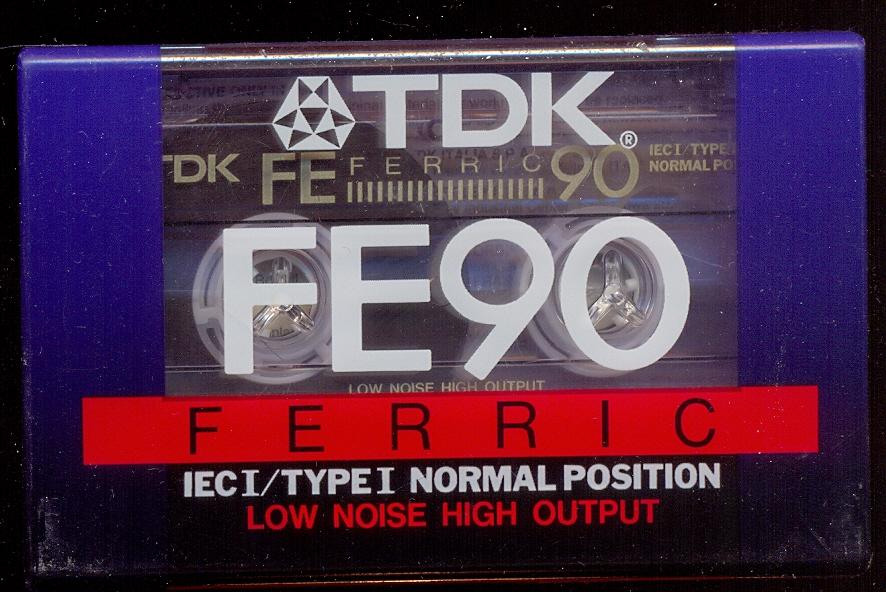 TDK®
TDK FE FERRIC 90 IEC I/TYPE
NORMAL PO
FE90
LOW NOISE HIGH OUTPUT
FERRIC
IEC I/TYPE I NORMAL POSITION
LOW NOISE HIGH OUTPUT